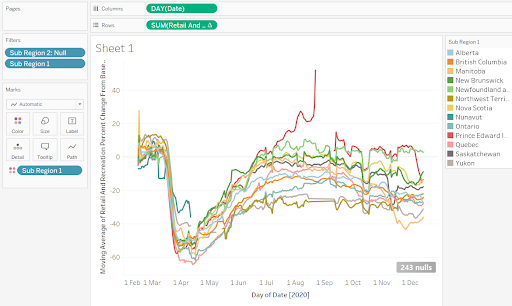 Pages
Columns
DAY(Date)
Rows
SUM(Retail And ..
Filters
Sub Region 2: Null
Sub Region 1
Marks
Automatic
Color
Size
Label
Detail
Tooltip
Path
Sub Region 1
Sheet 1
Moving Average of Retail And Recreation Percent Change From Base..
40
20
0
-20
-40
-60
243 nulls
1 Feb
1 Mar
1 Apr
1 May
1 Jun
1 Jul
1 Aug
1 Sep
1 Oct
1 Nov
1 Dec
Day of Date [2020]
Sub Region 1
Alberta
British Columbia
Manitoba
New Brunswick
Newfoundland a..
Northwest Terri..
Nova Scotia
Nunavut
Ontario
Prince Edward I..
Quebec
Saskatchewan
Yukon